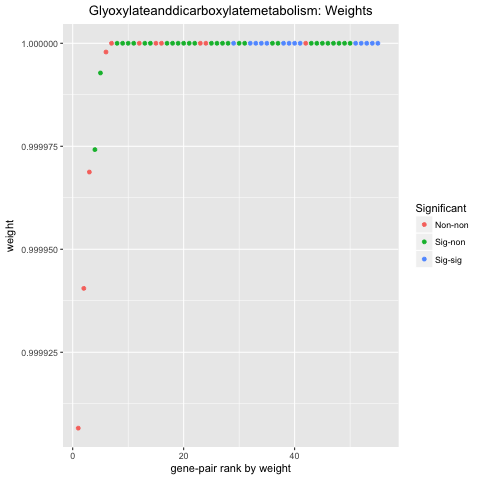 Glyoxylateanddicarboxylatemetabolism: Weights
1.000000
0.999975
0.999950
0.999925
weight
0
20
40
gene-pair rank by weight
Significant
Non-non
Sig-non
Sig-sig